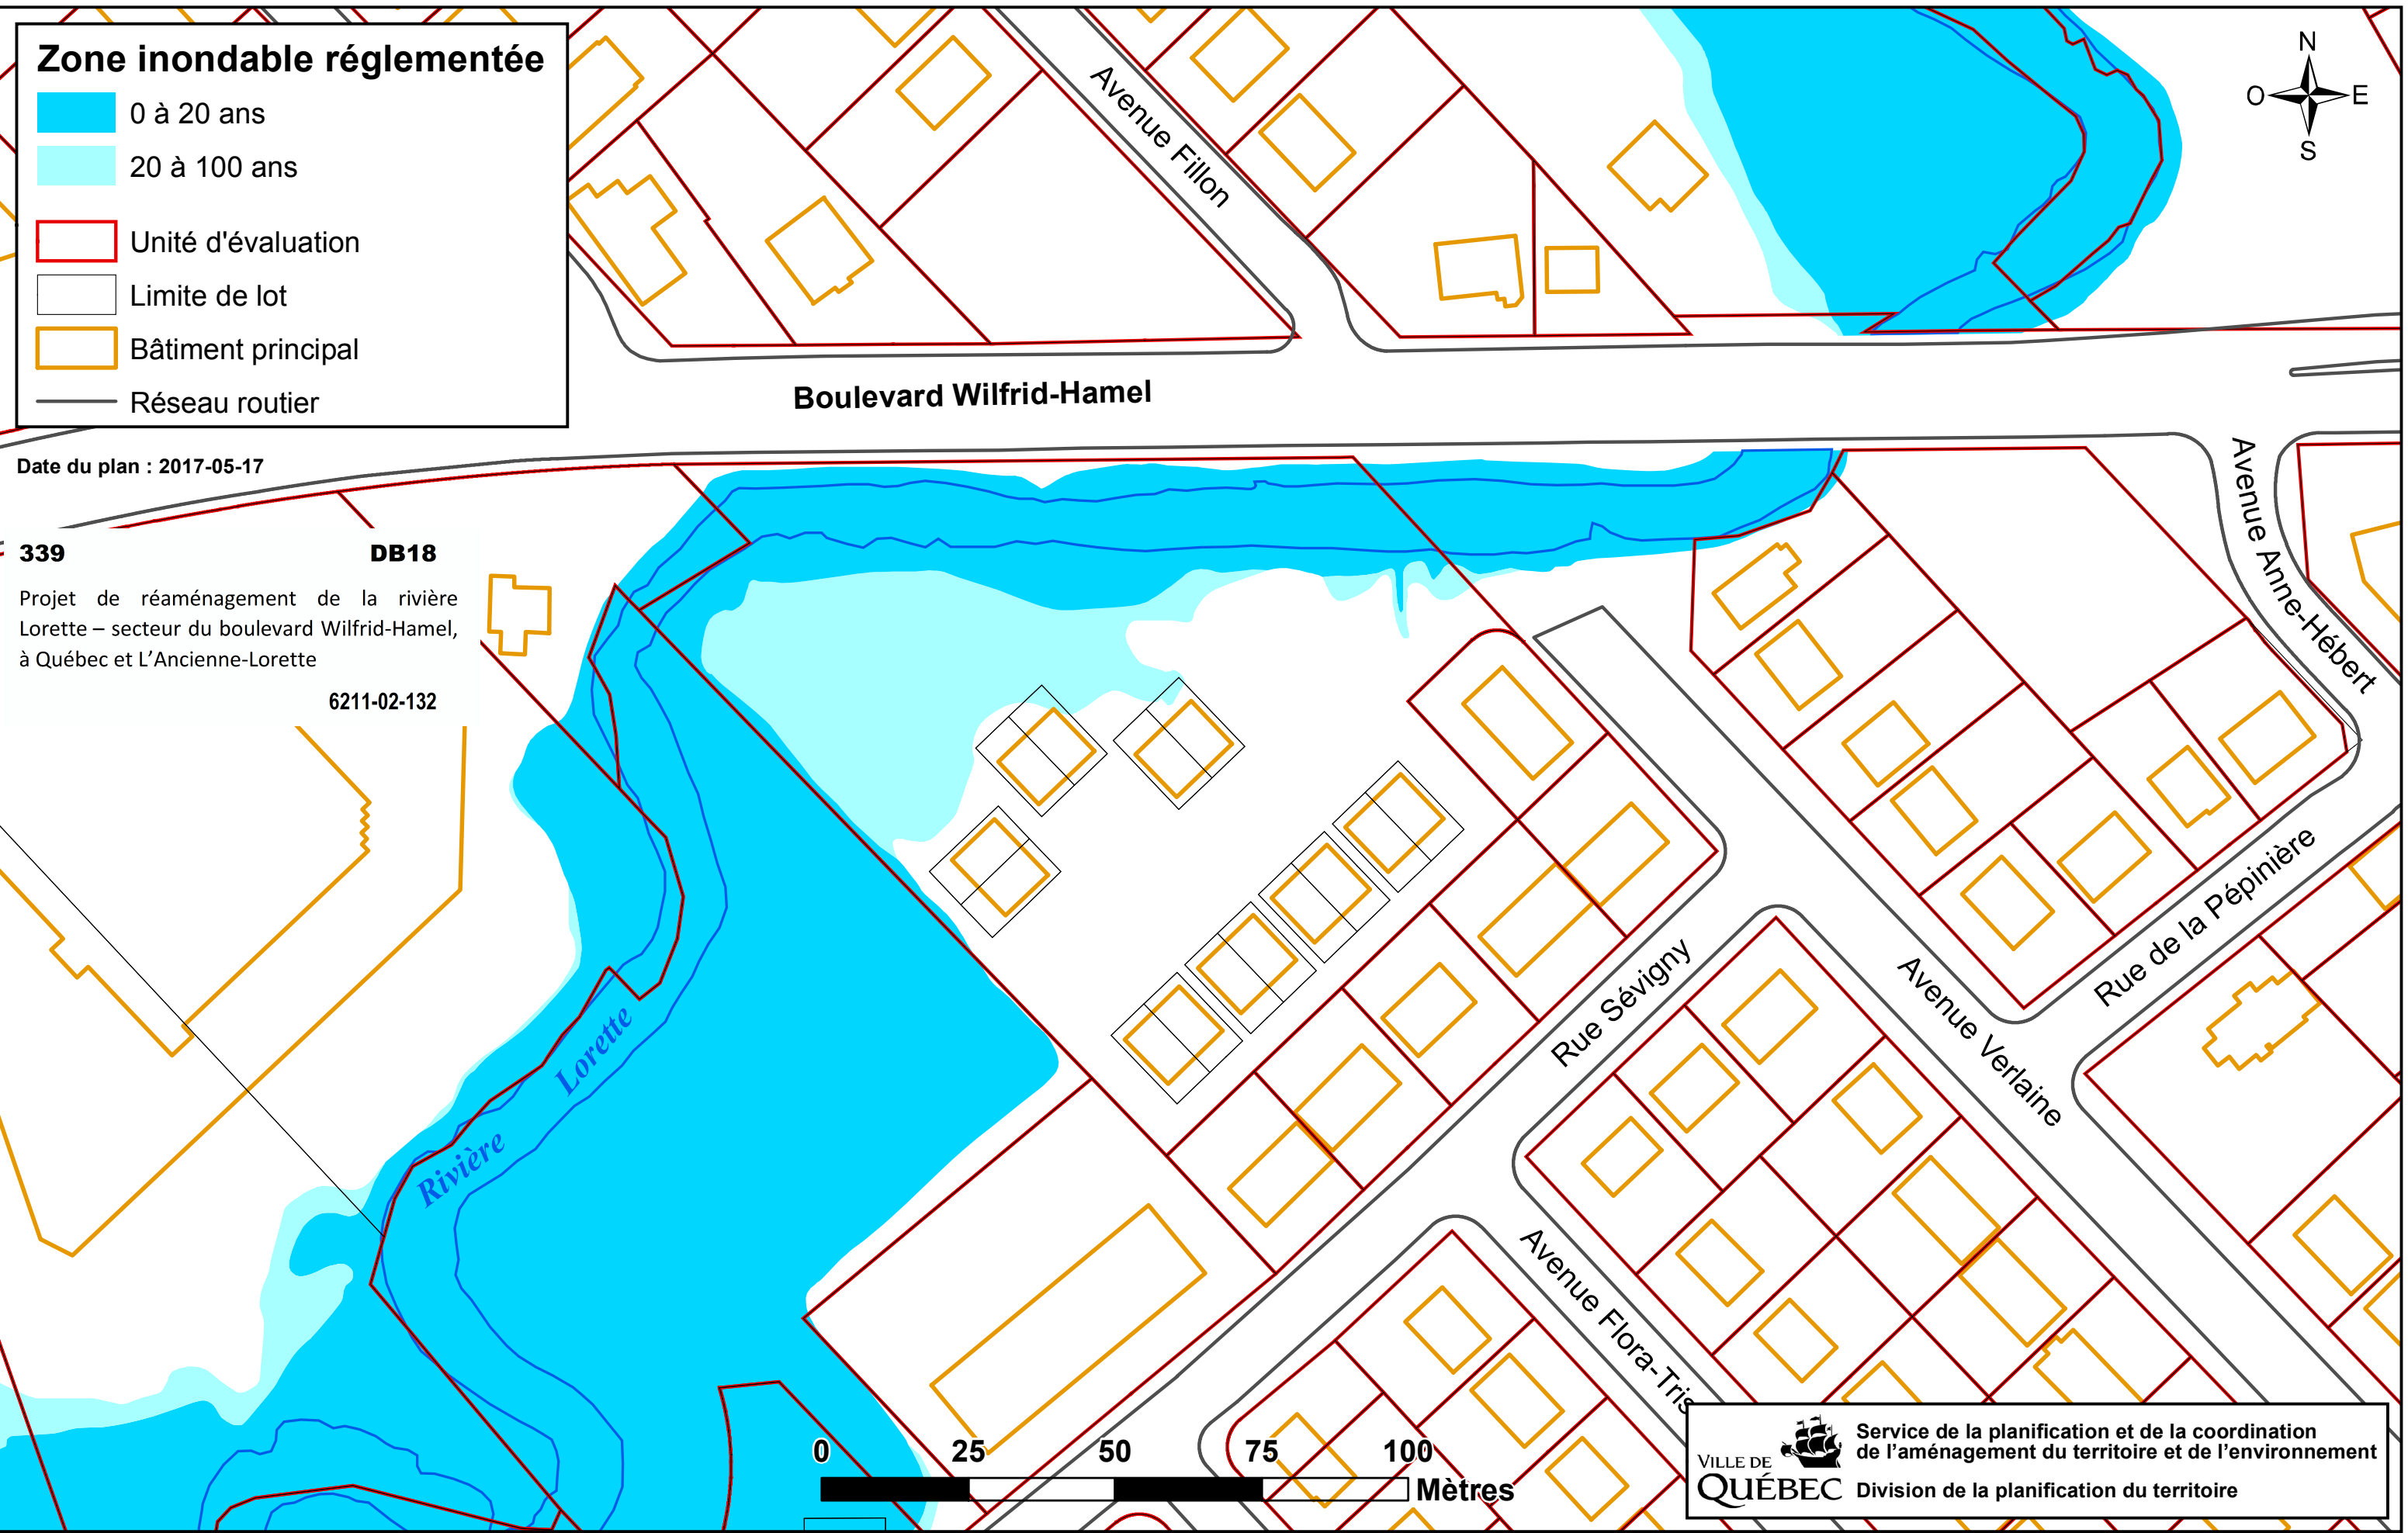 Zone inondable réglementée
0 à 20 ans
20 à 100 ans
Unité d'évaluation
Limite de lot
Bâtiment principal
Réseau routier
Date du plan : 2017-05-17
339 DB18
Projet de réaménagement de la rivière
Lorette – secteur du boulevard Wilfrid-Hamel,
à Québec et L'Ancienne-Lorette
6211-02-132
N
O E
S
Avenue Fillon
Boulevard Wilfrid-Hamel
Avenue Anne-Hébert
Rue de la Pépinière
Rue Sévigny
Avenue Verlaine
Avenue Flora-Tris
Rivière Lorette
0 25 50 75 100
Mètres
VILLE DE
QUÉBEC
Service de la planification et de la coordination
de l'aménagement du territoire et de l'environnement
Division de la planification du territoire